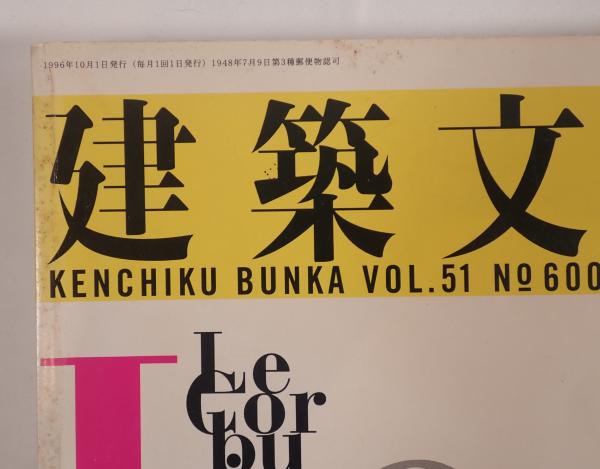 1996年10月1日発行（毎月1回1日発行）1948年7月9日第3種郵便物認可
建築文
KENCHIKU BUNKA VOL.51 No 600
Le
Cor
bu